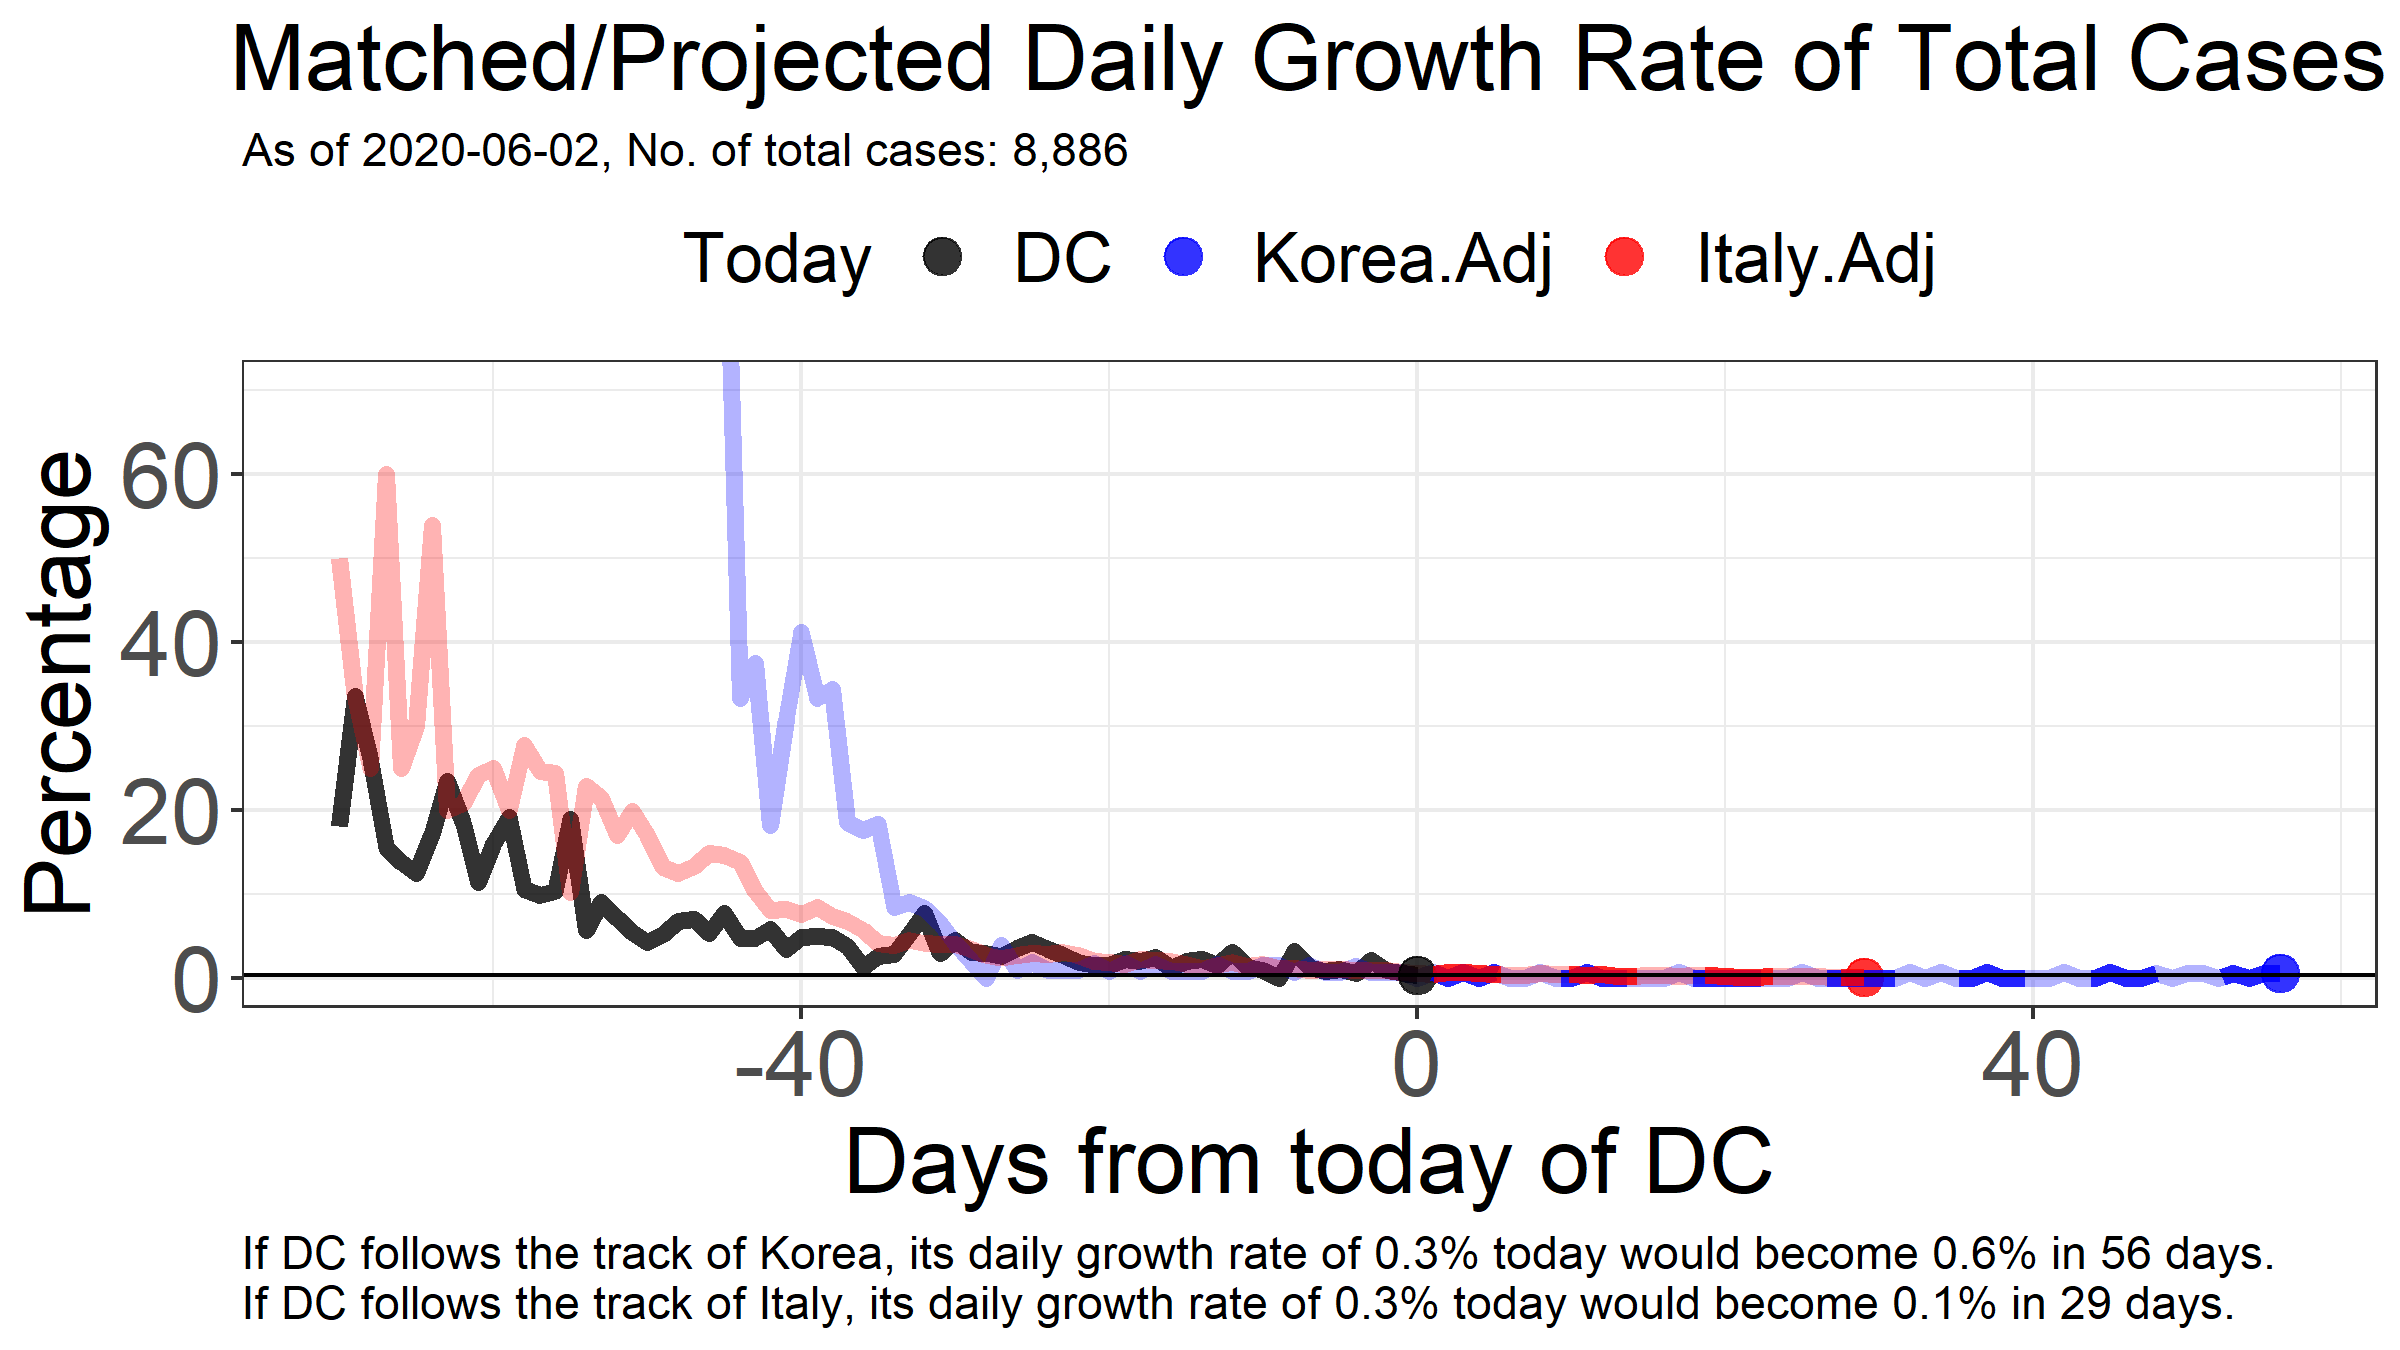 Matched/Projected Daily Growth Rate of Total Cases
As of 2020-06-02, No. of total cases: 8,886
Today DC Korea.Adj Italy.Adj
Percentage
60
40
20
0
-40 0 40
Days from today of DC
If DC follows the track of Korea, its daily growth rate of 0.3% today would become 0.6% in 56 days.
If DC follows the track of Italy, its daily growth rate of 0.3% today would become 0.1% in 29 days.